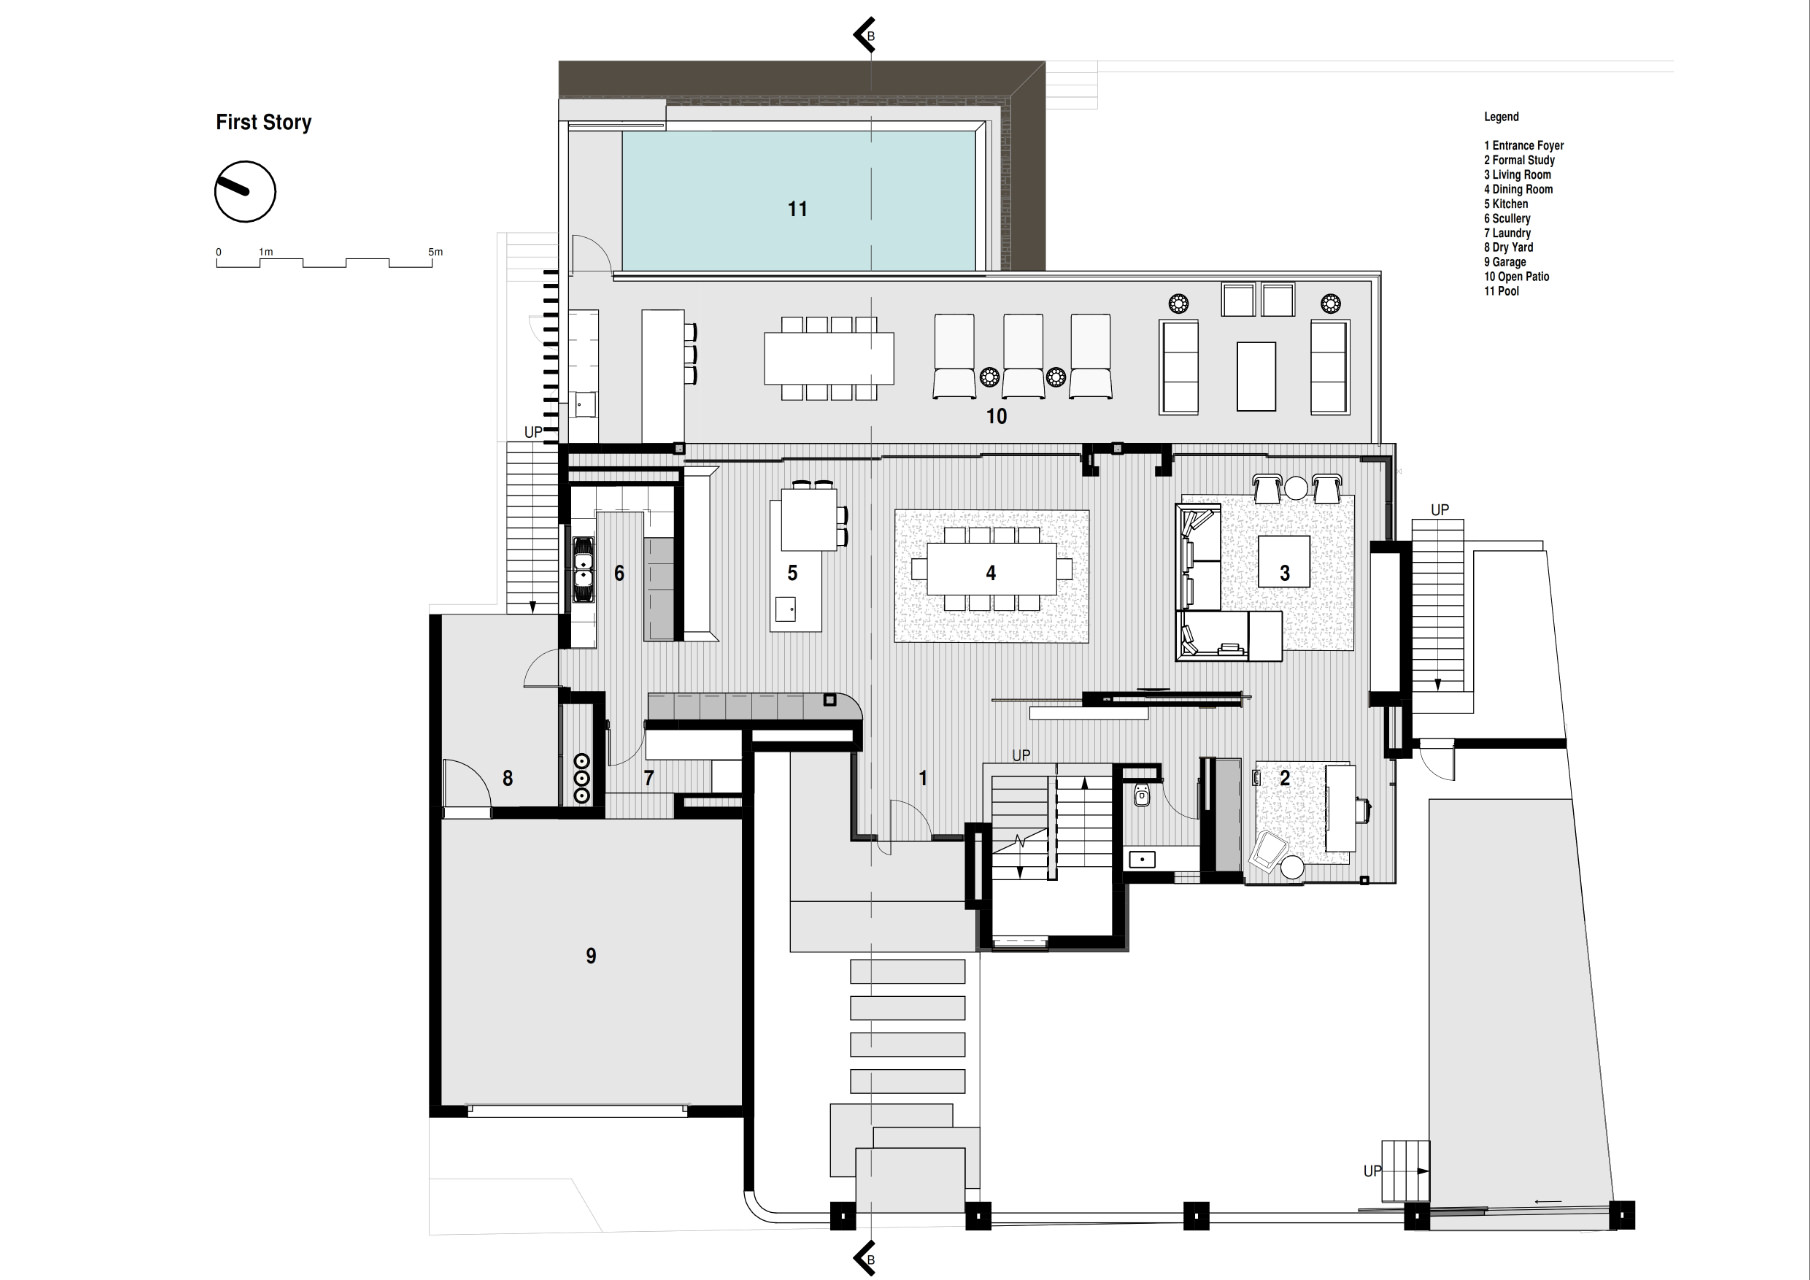 B
First Story
Legend
1 Entrance Foyer
2 Formal Study
3 Living Room
4 Dining Room
5 Kitchen
6 Scullery
7 Laundry
8 Dry Yard
9 Garage
10 Open Patio
11 Pool
0 1m 5m
11
10
UP
UP
6 5 4 3
UP
8 7 1 2
9
UP
B